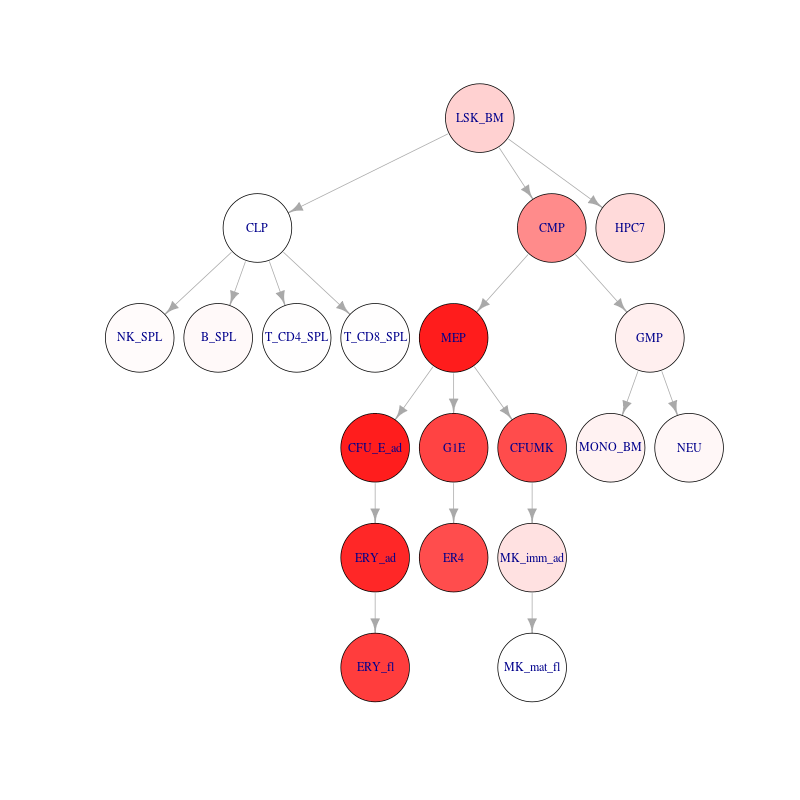 LSK_BM
CLP
CMP
HPC7
NK_SPL
B_SPL
T_CD4_SPL
T_CD8_SPL
MEP
GMP
CFU_E_ad
G1E
CFUMK
MONO_BM
NEU
ERY_ad
ER4
MK_imm_ad
ERY_fl
MK_mat_fl